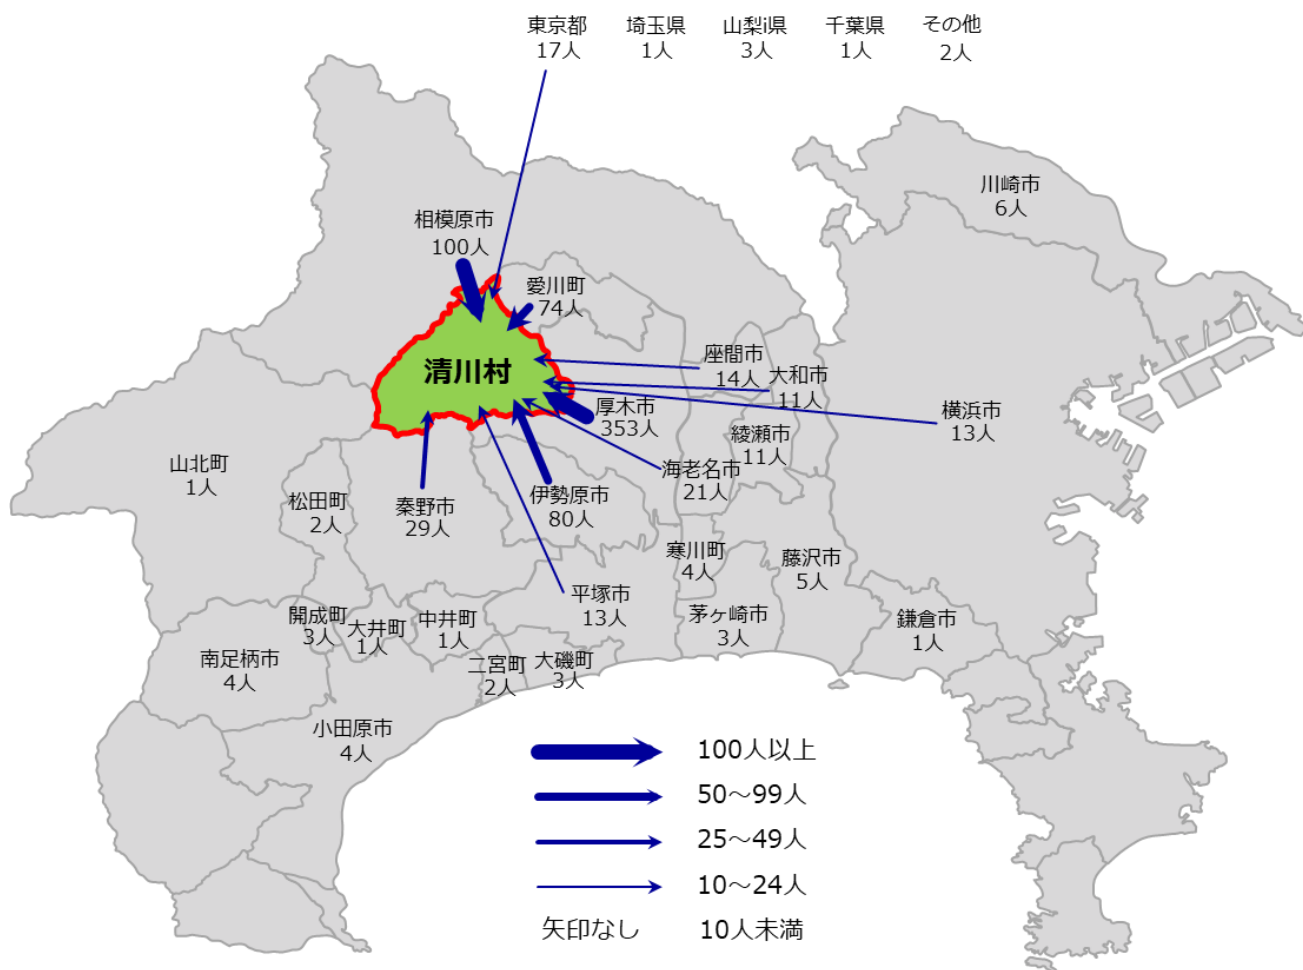 東京都
17人
埼玉県
1人
山梨i県
3人
千葉県
1人
その他
2人
川崎市
6人
相模原市
100人
愛川町
74人
座間市
14人
大和市
11人
清川村
厚木市
353人
横浜市
13人
綾瀬市
11人
山北町
1人
海老名市
21人
松田町
2人
秦野市
29人
伊勢原市
80人
寒川町
4人
藤沢市
5人
平塚市
13人
茅ヶ崎市
3人
鎌倉市
1人
開成町
3人
大井町
1人
中井町
1人
南足柄市
4人
二宮町
2人
大磯町
3人
小田原市
4人
100人以上
50～99人
25～49人
10～24人
矢印なし 10人未満